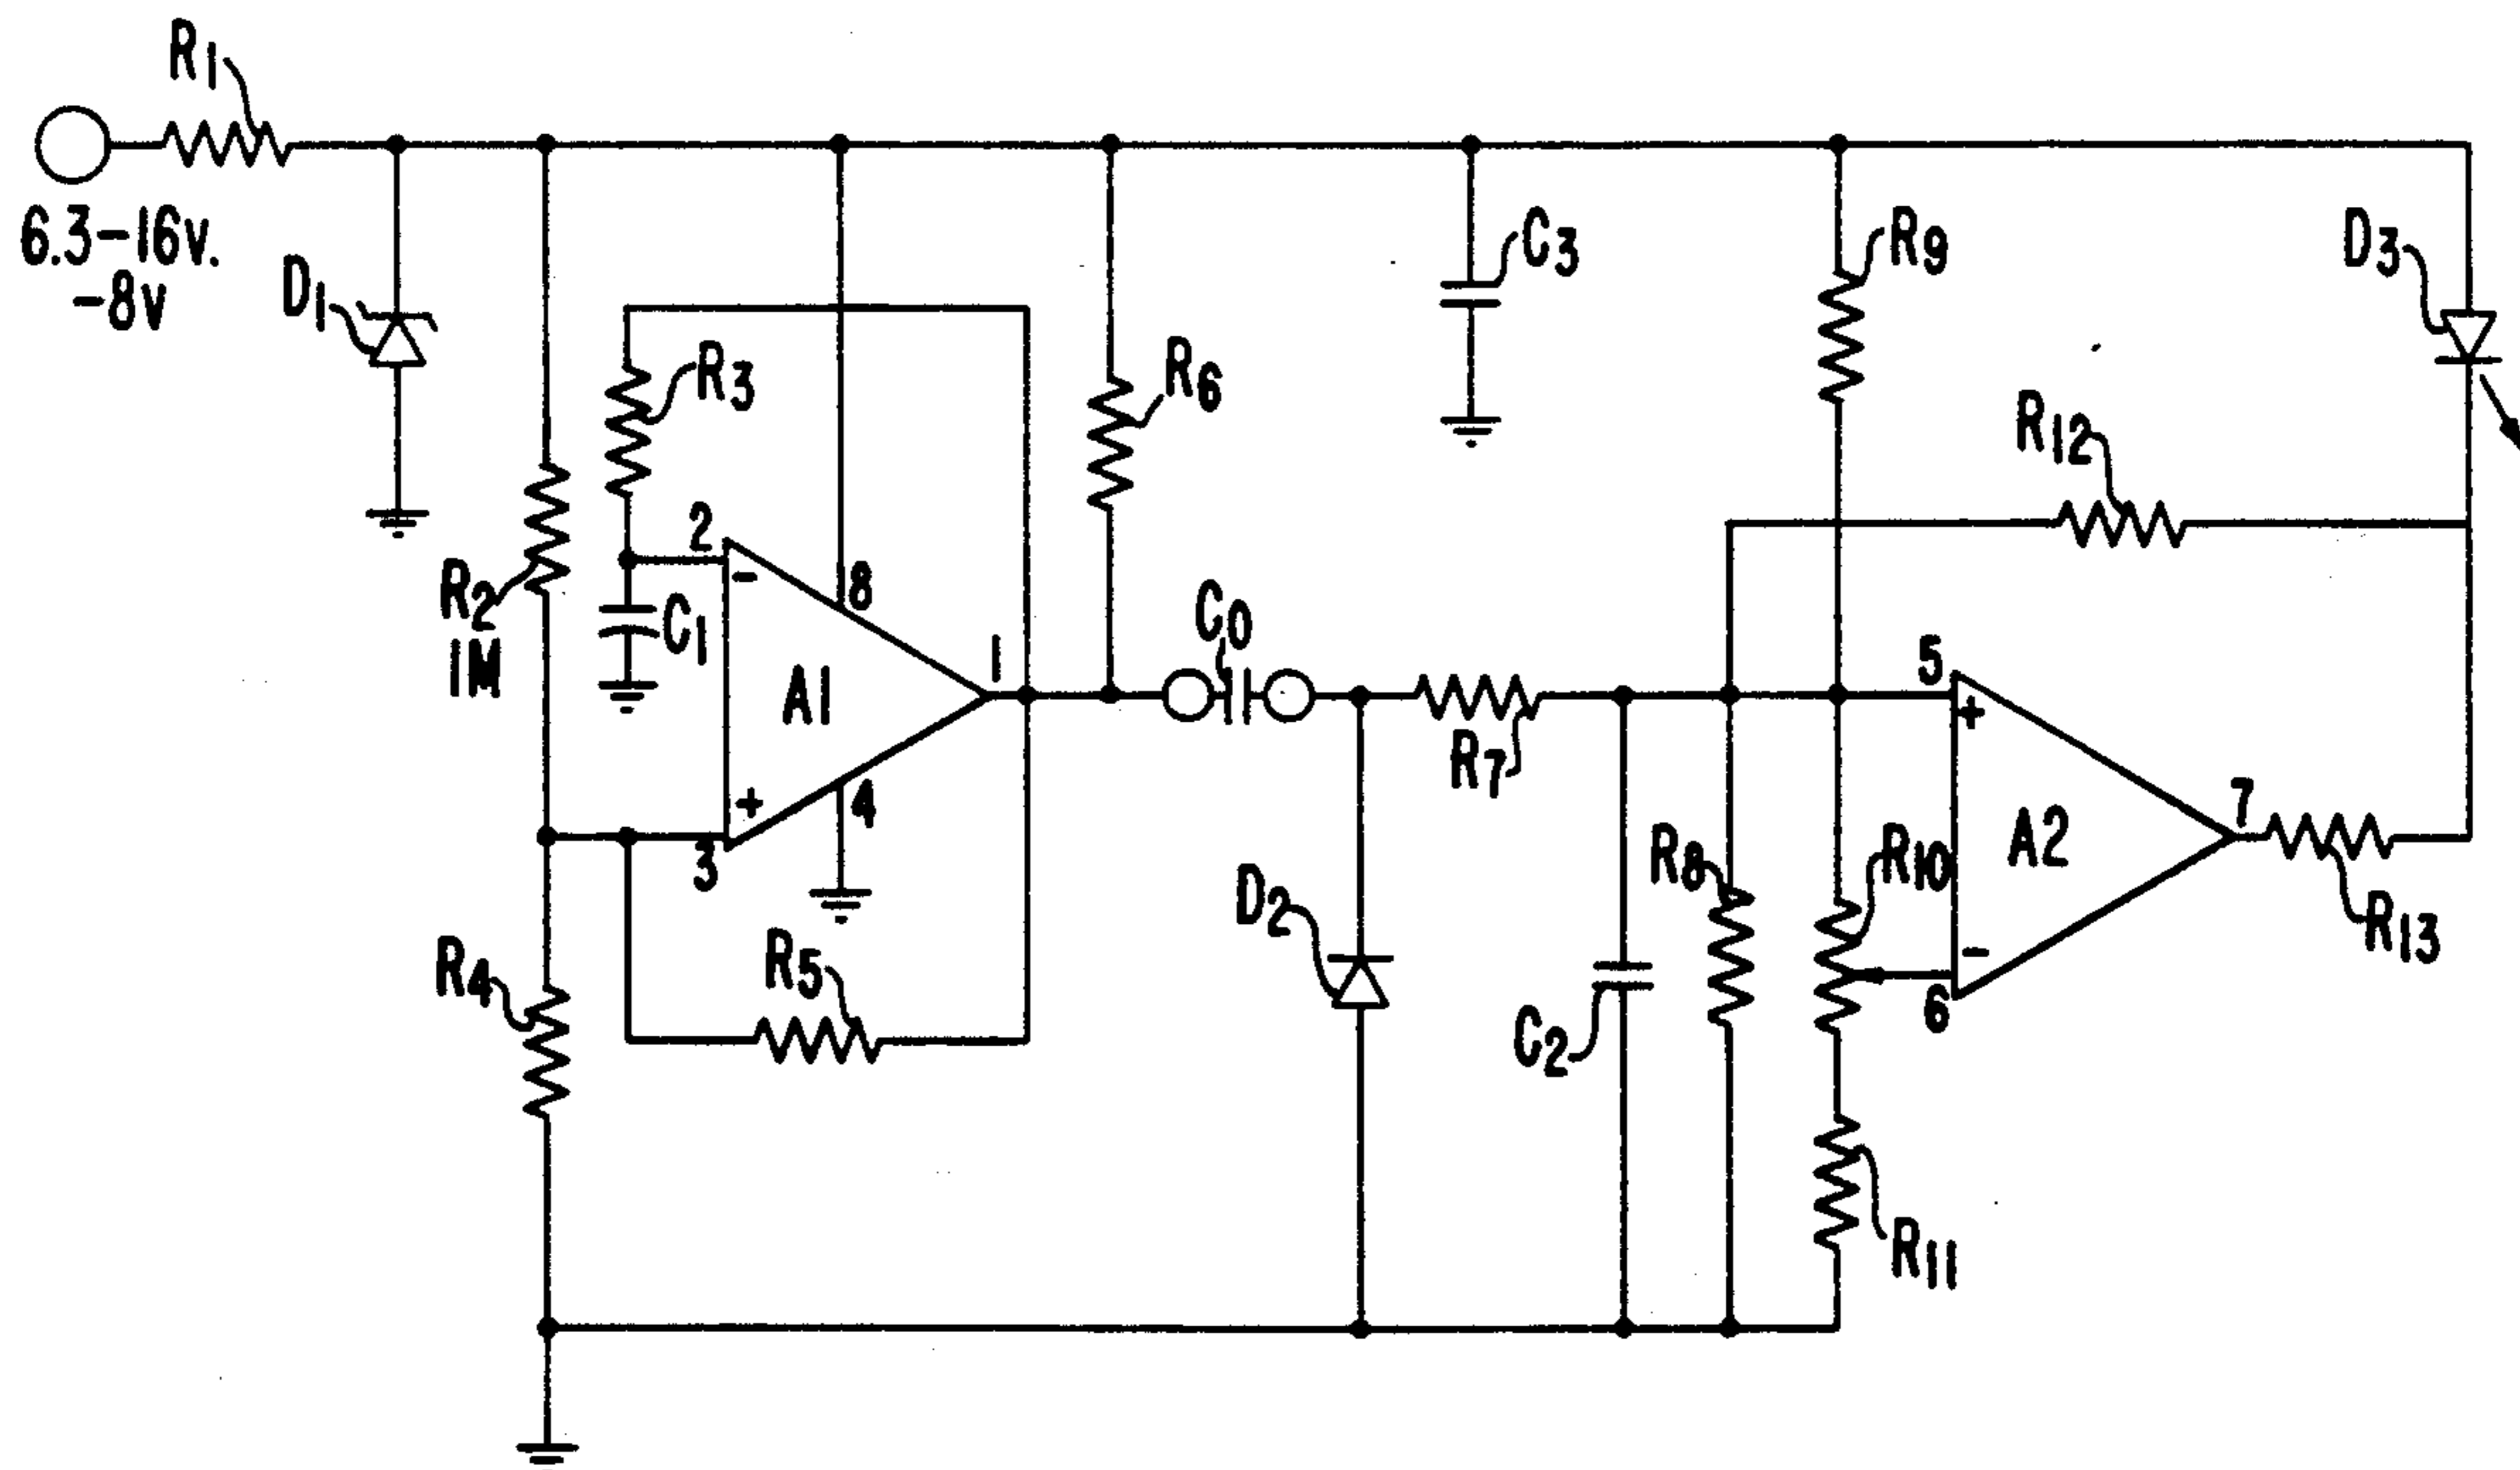 R1
6.3-16v.
-8v
D1
R2
1M
R3
2
-
C1
8
A1
1
+
3
4
R4
R5
R6
C0
C3
D2
R7
C2
R8
R9
R10
R11
R12
D3
5
+
A2
-
6
7
R13